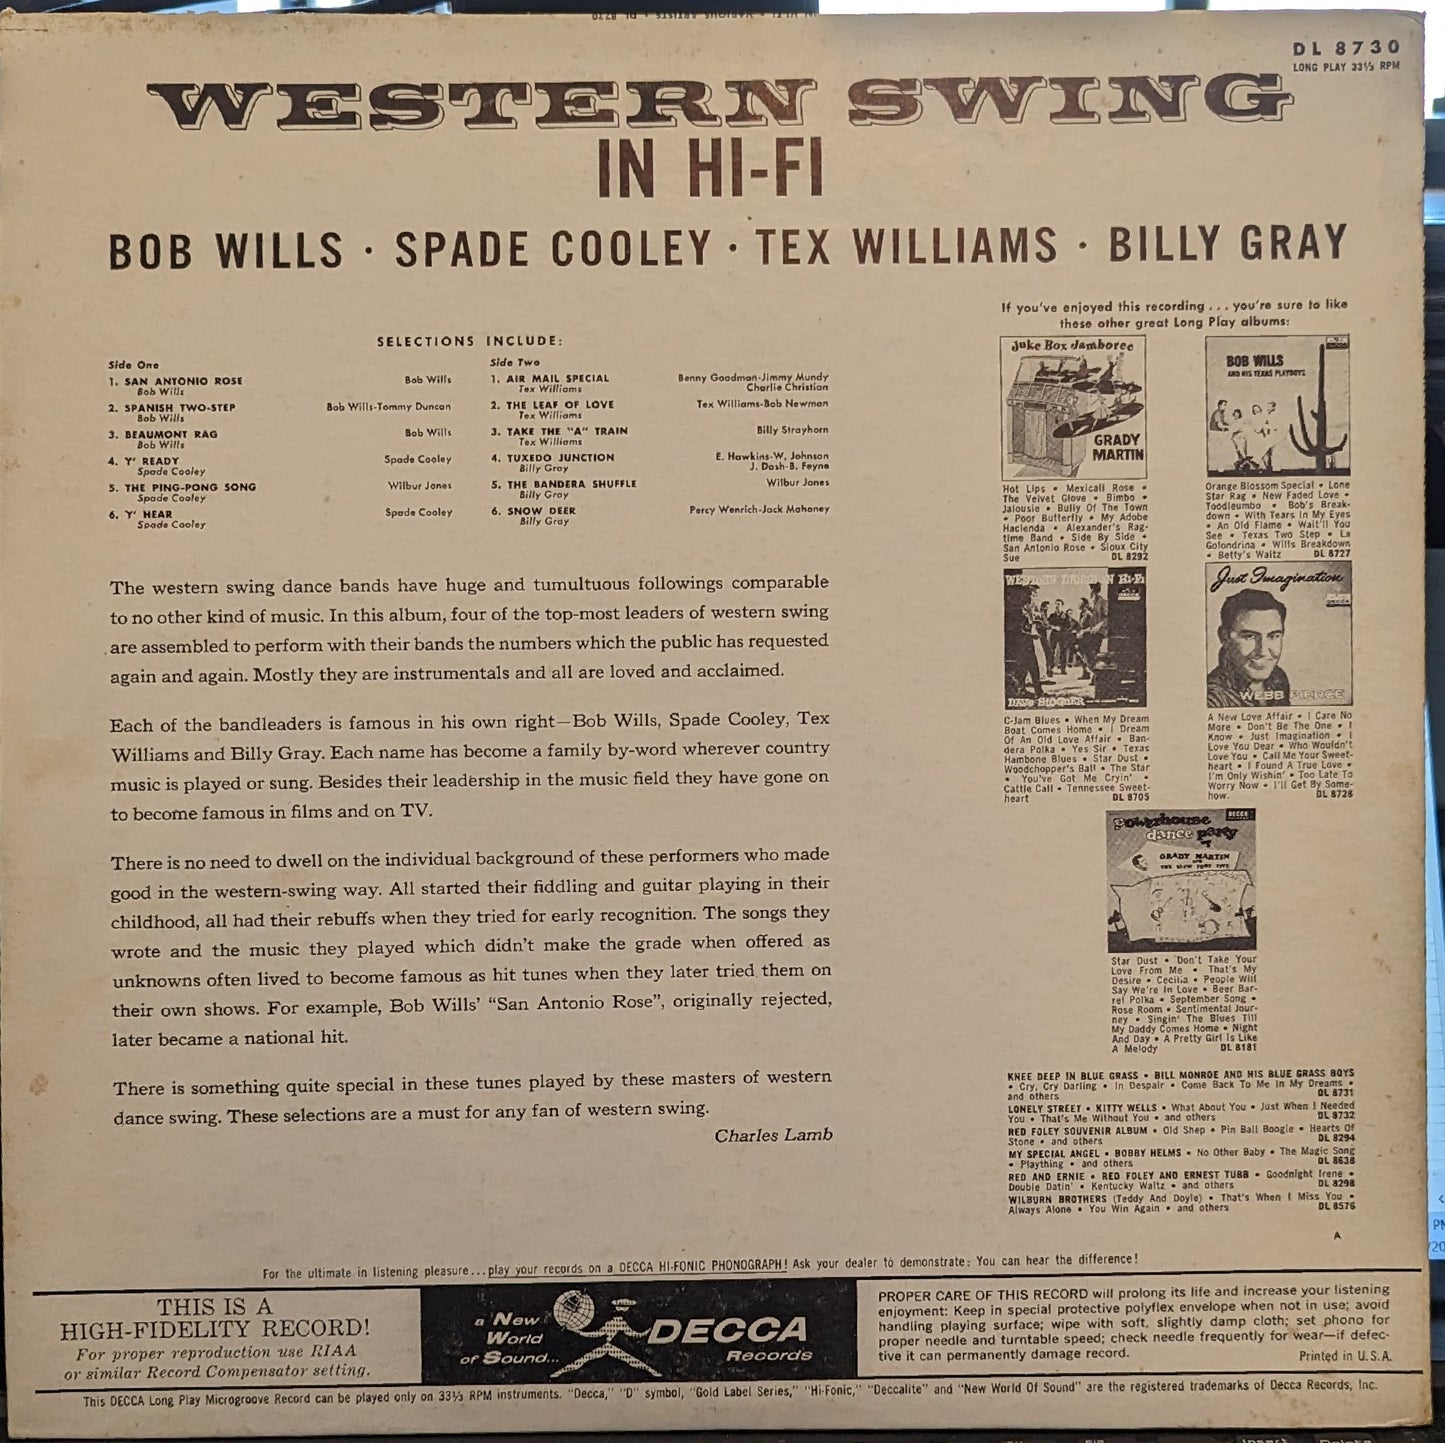 DL 8730
LONG PLAY 33⅓ RPM
WESTERN SWING
IN HI-FI
BOB WILLS · SPADE COOLEY · TEX WILLIAMS · BILLY GRAY
SELECTIONS INCLUDE:
Side One
1. SAN ANTONIO ROSE Bob Wills
Bob Wills
2. SPANISH TWO-STEP Bob Wills-Tommy Duncan
Bob Wills
3. BEAUMONT RAG Bob Wills
Bob Wills
4. Y' READY Spade Cooley
Spade Cooley
5. THE PING-PONG SONG Wilbur Jones
Spade Cooley
6. Y' HEAR Spade Cooley
Spade Cooley
Side Two
1. AIR MAIL SPECIAL Benny Goodman-Jimmy Mundy
Tex Williams Charlie Christian
2. THE LEAF OF LOVE Tex Williams-Bob Newman
Tex Williams
3. TAKE THE "A" TRAIN Billy Strayhorn
Tex Williams
4. TUXEDO JUNCTION E. Hawkins-W. Johnson
Billy Gray J. Dash-B. Feyne
5. THE BANDERA SHUFFLE Wilbur Jones
Billy Gray
6. SNOW DEER Percy Wenrich-Jack Mahoney
Billy Gray
The western swing dance bands have huge and tumultuous followings comparable
to no other kind of music. In this album, four of the top-most leaders of western swing
are assembled to perform with their bands the numbers which the public has requested
again and again. Mostly they are instrumentals and all are loved and acclaimed.
Each of the bandleaders is famous in his own right—Bob Wills, Spade Cooley, Tex
Williams and Billy Gray. Each name has become a family by-word wherever country
music is played or sung. Besides their leadership in the music field they have gone on
to become famous in films and on TV.
There is no need to dwell on the individual background of these performers who made
good in the western-swing way. All started their fiddling and guitar playing in their
childhood, all had their rebuffs when they tried for early recognition. The songs they
wrote and the music they played which didn't make the grade when offered as
unknowns often lived to become famous as hit tunes when they later tried them on
their own shows. For example, Bob Wills' "San Antonio Rose", originally rejected,
later became a national hit.
There is something quite special in these tunes played by these masters of western
dance swing. These selections are a must for any fan of western swing.
Charles Lamb
If you've enjoyed this recording . . . you're sure to like
these other great Long Play albums:
Juke Box Jamboree
GRADY
MARTIN
Hot Lips • Mexicali Rose •
The Velvet Glove • Bimbo •
Jalousie • Bully Of The Town
• Poor Butterfly • My Adobe
Hacienda • Alexander's Rag-
time Band • Side By Side •
San Antonio Rose • Sioux City
Sue DL 8292
BOB WILLS
AND HIS TEXAS PLAYBOYS
Orange Blossom Special • Lone
Star Rag • New Faded Love •
Toodleumbo • Bob's Break-
down • With Tears In My Eyes
• An Old Flame • Wait'll You
See • Texas Two Step • La
Golondrina • Wills Breakdown
• Betty's Waltz DL 8727
WESTERN DANCE IN HI-FI
C-Jam Blues • When My Dream
Boat Comes Home • I Dream
Of An Old Love Affair • Ban-
dera Polka • Yes Sir • Texas
Hambone Blues • Star Dust •
Woodchopper's Ball • The Star
• You've Got Me Cryin' •
Cattle Call • Tennessee Sweet-
heart DL 8705
Just Imagination
DECCA
WEBB PIERCE
A New Love Affair • I Care No
More • Don't Be The One • I
Know • Just Imagination • I
Love You Dear • Who Wouldn't
Love You • Call Me Your Sweet-
heart • I Found A True Love •
I'm Only Wishin' • Too Late To
Worry Now • I'll Get By Some-
how. DL 8728
Powerhouse
dance party
DECCA
GRADY MARTIN
AND
THE SLEW FOOT FIVE
Star Dust • Don't Take Your
Love From Me • That's My
Desire • Cecilia • People Will
Say We're In Love • Beer Bar-
rel Polka • September Song •
Rose Room • Sentimental Jour-
ney • Singin' The Blues Till
My Daddy Comes Home • Night
And Day • A Pretty Girl Is Like
A Melody DL 8181
KNEE DEEP IN BLUE GRASS • BILL MONROE AND HIS BLUE GRASS BOYS
• Cry, Cry Darling • In Despair • Come Back To Me In My Dreams •
and others DL 8731
LONELY STREET • KITTY WELLS • What About You • Just When I Needed
You • That's Me Without You • and others DL 8732
RED FOLEY SOUVENIR ALBUM • Old Shep • Pin Ball Boogie • Hearts Of
Stone • and others DL 8294
MY SPECIAL ANGEL • BOBBY HELMS • No Other Baby • The Magic Song
• Plaything • and others DL 8638
RED AND ERNIE • RED FOLEY AND ERNEST TUBB • Goodnight Irene •
Double Datin' • Kentucky Waltz • and others DL 8298
WILBURN BROTHERS (Teddy And Doyle) • That's When I Miss You •
Always Alone • You Win Again • and others DL 8576
A
For the ultimate in listening pleasure...play your records on a DECCA HI-FONIC PHONOGRAPH! Ask your dealer to demonstrate: You can hear the difference!
THIS IS A
HIGH-FIDELITY RECORD!
For proper reproduction use RIAA
or similar Record Compensator setting.
a New
World
of Sound...
DECCA
Records
PROPER CARE OF THIS RECORD will prolong its life and increase your listening
enjoyment: Keep in special protective polyflex envelope when not in use; avoid
handling playing surface; wipe with soft, slightly damp cloth; set phono for
proper needle and turntable speed; check needle frequently for wear—if defec-
tive it can permanently damage record. Printed in U.S.A.
This DECCA Long Play Microgroove Record can be played only on 33⅓ RPM instruments. "Decca," "D" symbol, "Gold Label Series," "Hi-Fonic," "Deccalite" and "New World Of Sound" are the registered trademarks of Decca Records, Inc.